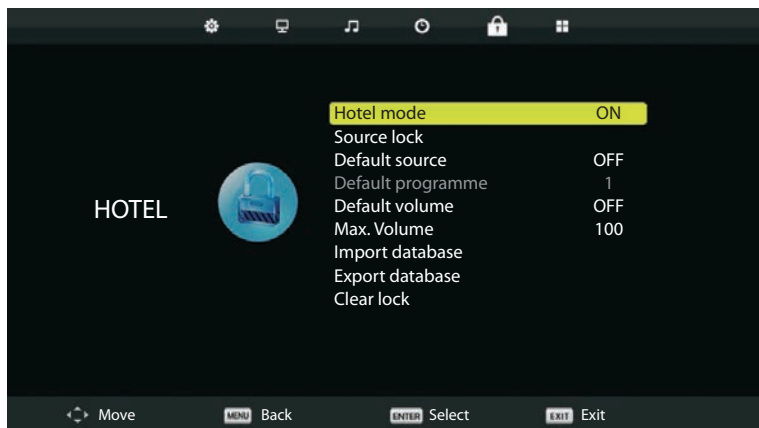 Hotel mode ON
Source lock
Default source OFF
Default programme 1
Default volume OFF
Max. Volume 100
Import database
Export database
Clear lock
HOTEL
Move MENU Back ENTER Select EXIT Exit